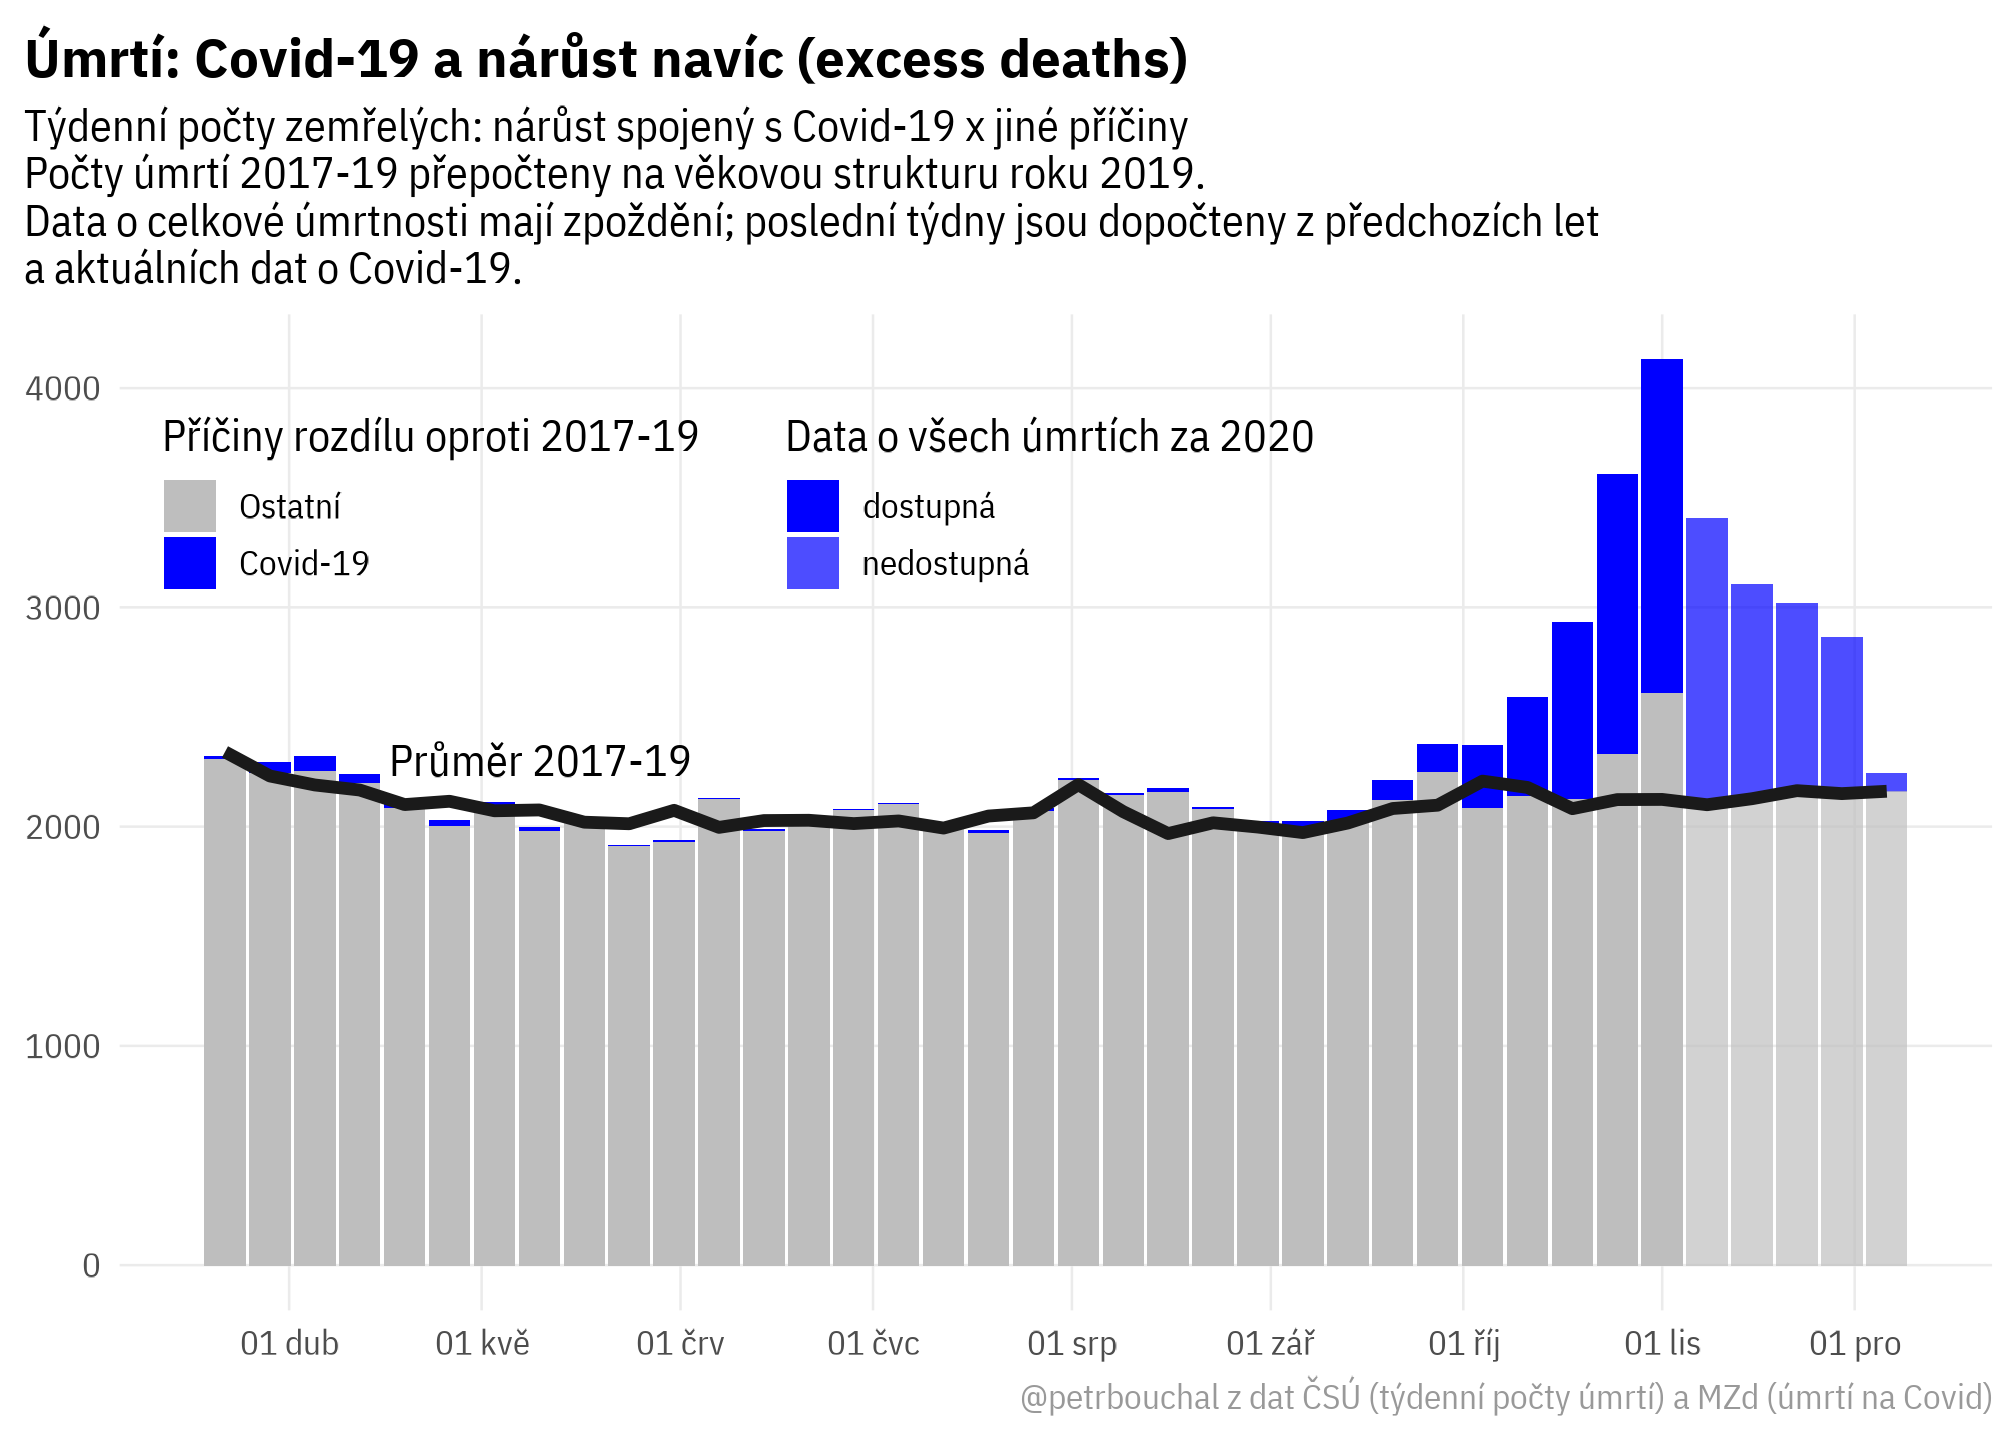 Úmrtí: Covid-19 a nárůst navíc (excess deaths)
Týdenní počty zemřelých: nárůst spojený s Covid-19 x jiné příčiny
Počty úmrtí 2017-19 přepočteny na věkovou strukturu roku 2019.
Data o celkové úmrtnosti mají zpoždění; poslední týdny jsou dopočteny z předchozích let
a aktuálních dat o Covid-19.
4000
Příčiny rozdílu oproti 2017-19
Ostatní
Covid-19
Data o všech úmrtích za 2020
dostupná
nedostupná
3000
Průměr 2017-19
2000
1000
0
01 dub
01 kvě
01 črv
01 čvc
01 srp
01 zář
01 říj
01 lis
01 pro
@petrbouchal z dat ČSÚ (týdenní počty úmrtí) a MZd (úmrtí na Covid)